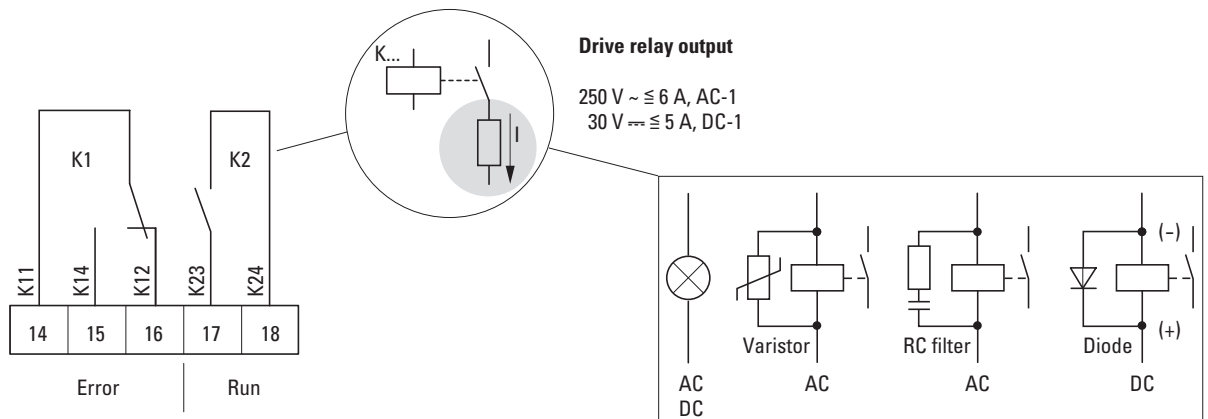 Drive relay output
250 V ~ ≦ 6 A, AC-1
30 V ⎓ ≦ 5 A, DC-1
K...
I
K1
K2
K11
K14
K12
K23
K24
14 15 16 17 18
Error Run
(–)
(+)
Varistor RC filter Diode
AC AC AC DC
DC